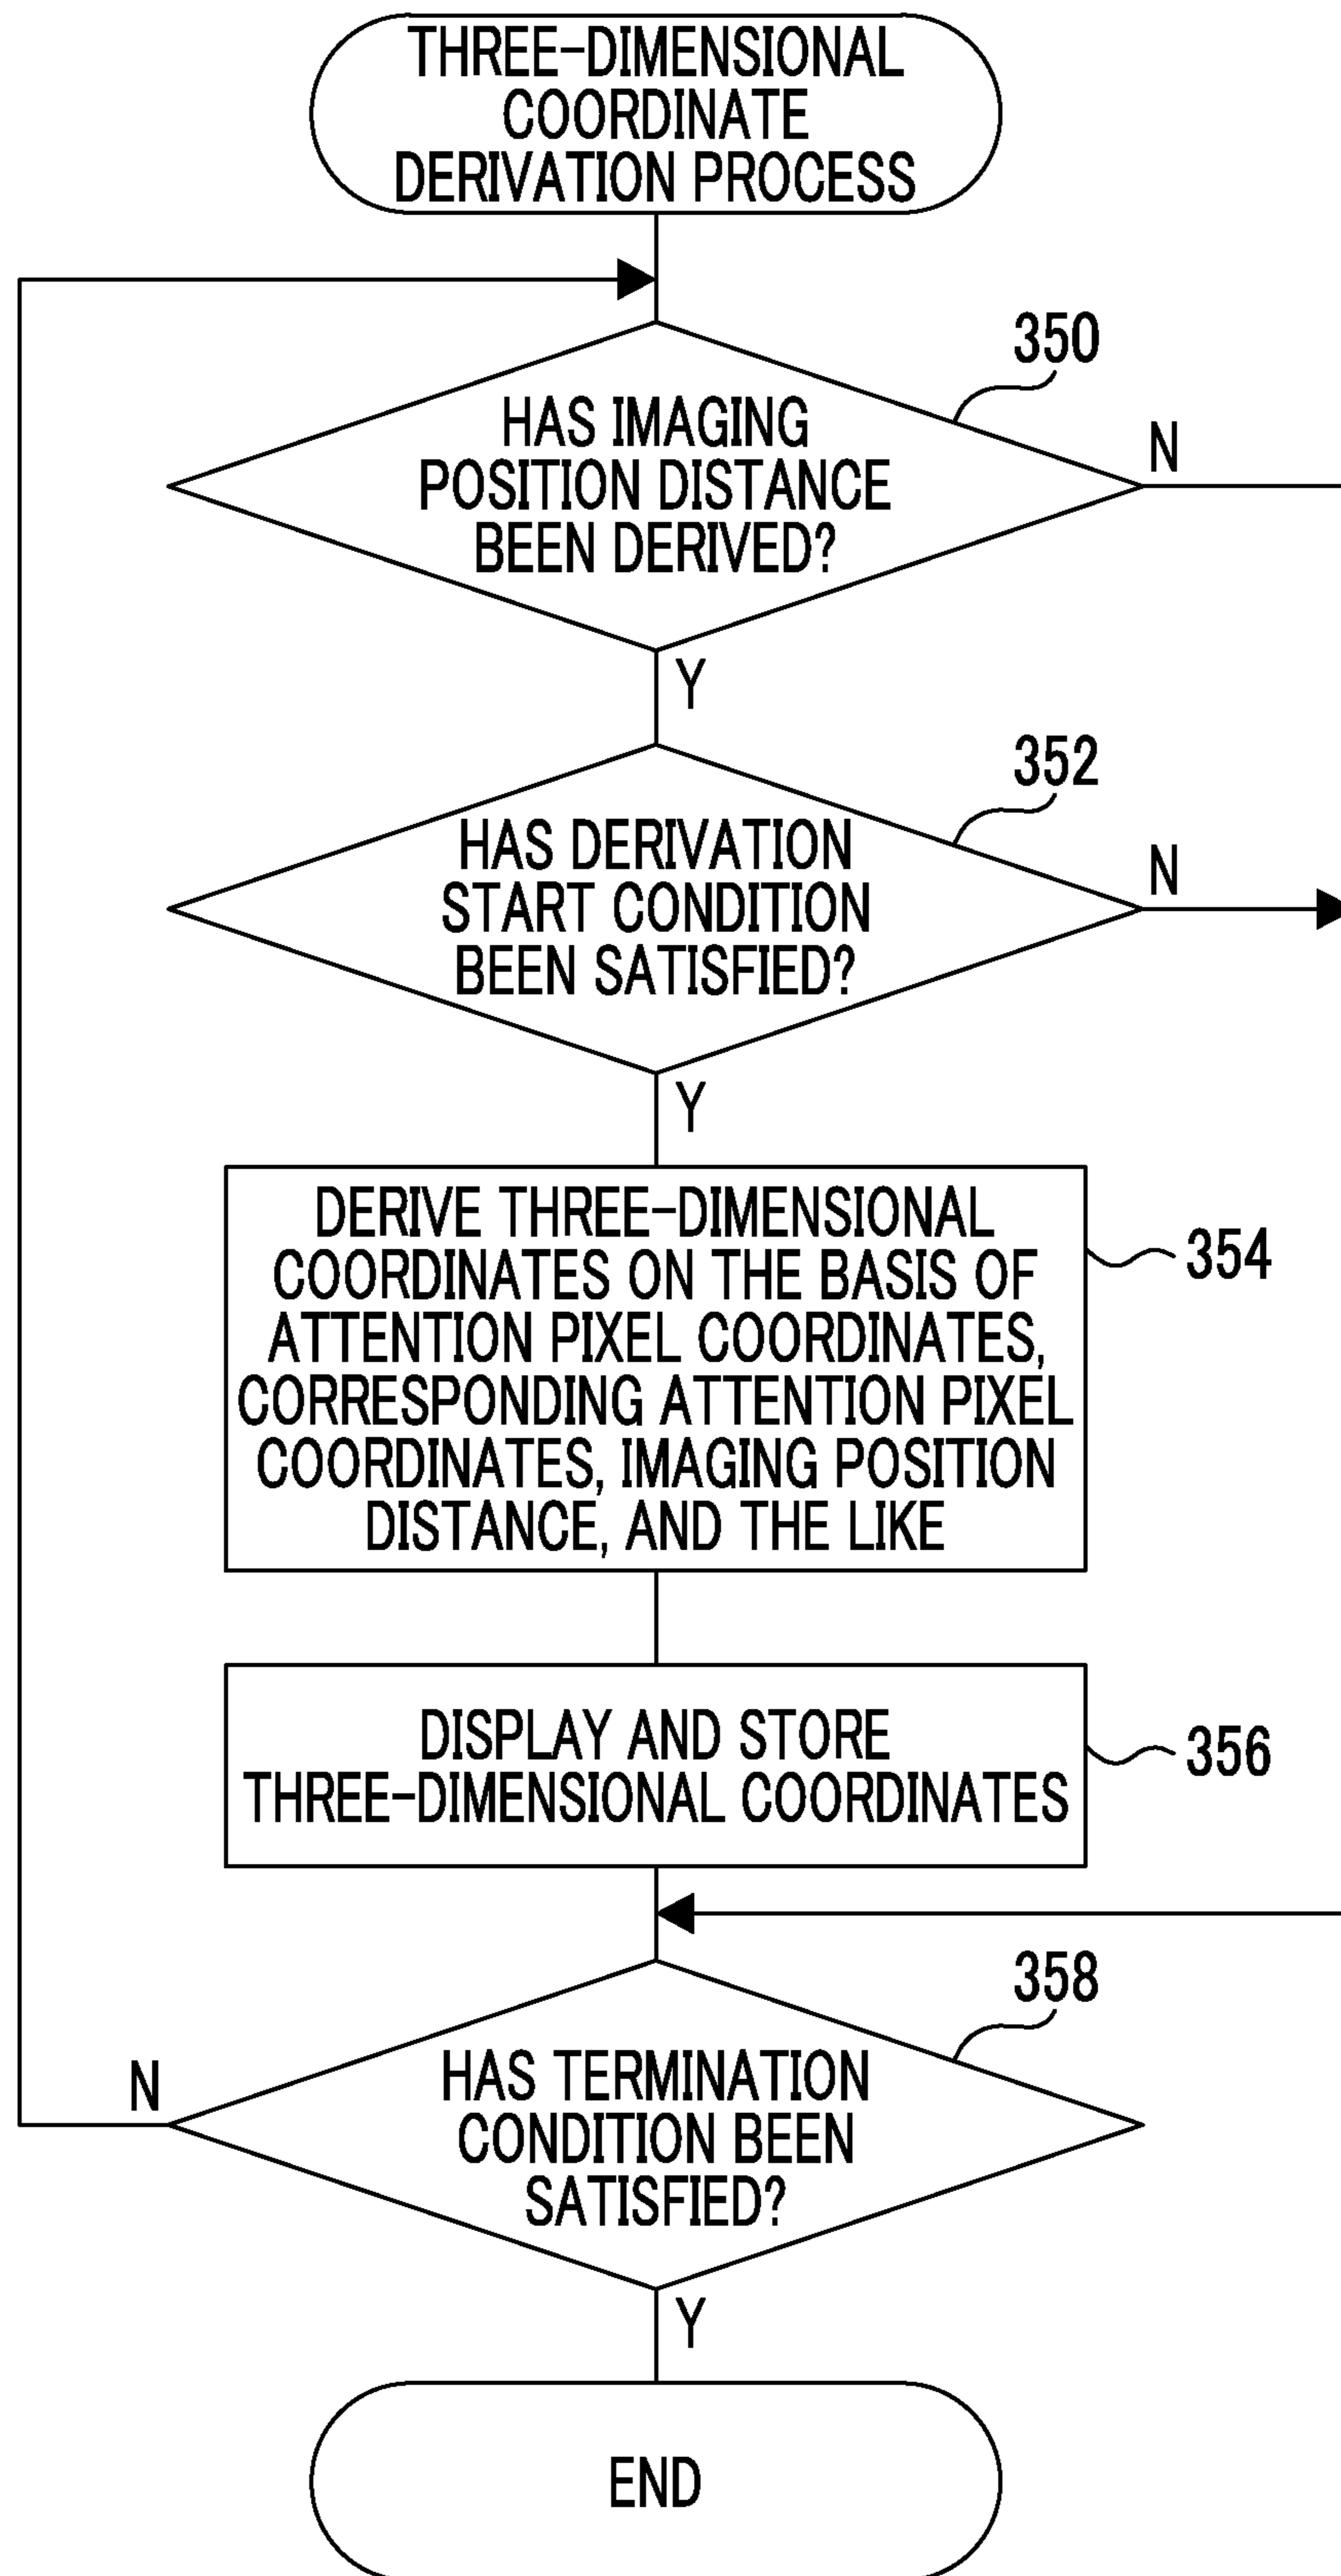 THREE-DIMENSIONAL
COORDINATE
DERIVATION PROCESS
350
HAS IMAGING
POSITION DISTANCE
BEEN DERIVED?
N
Y
352
HAS DERIVATION
START CONDITION
BEEN SATISFIED?
N
Y
DERIVE THREE-DIMENSIONAL
COORDINATES ON THE BASIS OF
ATTENTION PIXEL COORDINATES,
CORRESPONDING ATTENTION PIXEL
COORDINATES, IMAGING POSITION
DISTANCE, AND THE LIKE
354
DISPLAY AND STORE
THREE-DIMENSIONAL COORDINATES
356
358
HAS TERMINATION
CONDITION BEEN
SATISFIED?
N
Y
END